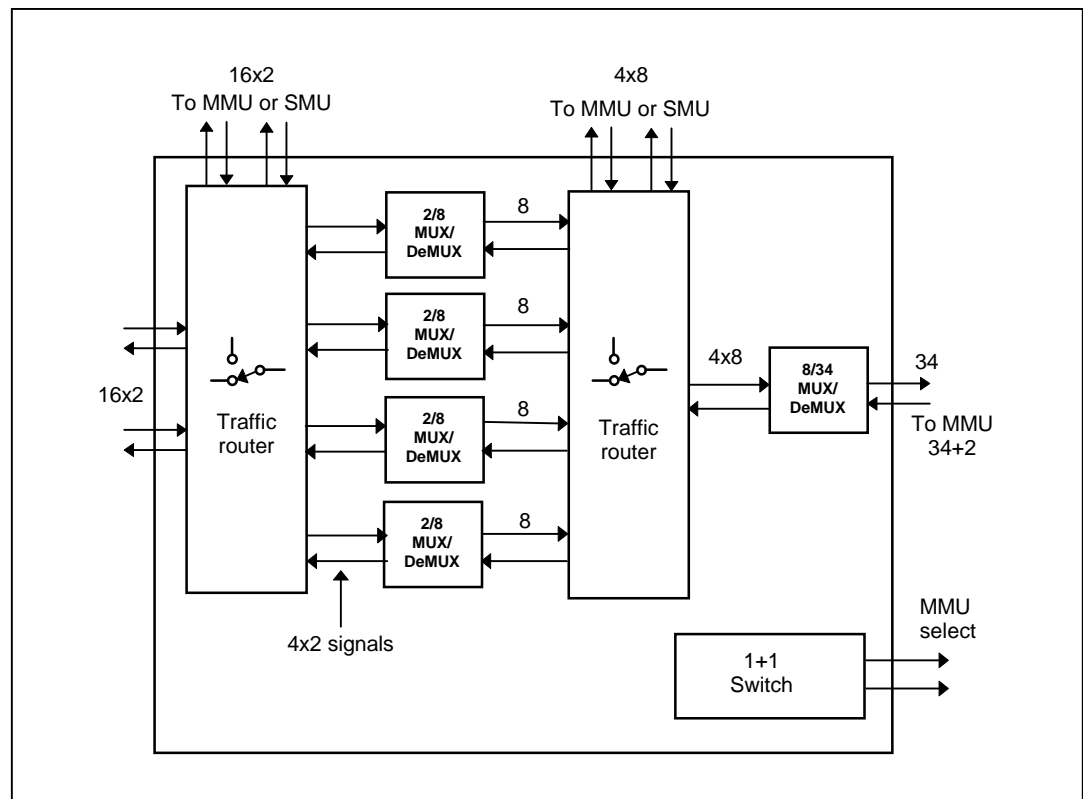 16x2
To MMU or SMU
4x8
To MMU or SMU
2/8
MUX/
DeMUX
8
2/8
MUX/
DeMUX
8
16x2
Traffic
router
2/8
MUX/
DeMUX
8
2/8
MUX/
DeMUX
8
4x2 signals
Traffic
router
4x8
8/34
MUX/
DeMUX
34
To MMU
34+2
1+1
Switch
MMU
select